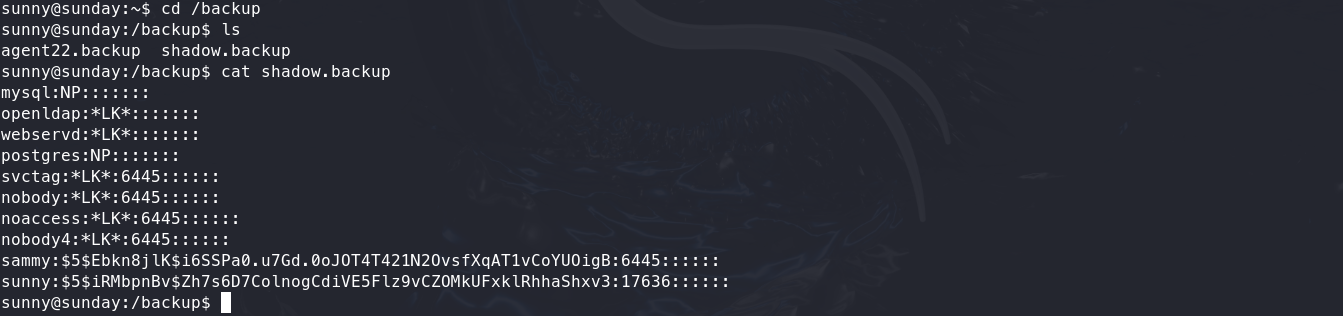 sunny@sunday:~$ cd /backup
sunny@sunday:/backup$ ls
agent22.backup  shadow.backup
sunny@sunday:/backup$ cat shadow.backup
mysql:NP:::::::
openldap:*LK*:::::::
webservd:*LK*:::::::
postgres:NP:::::::
svctag:*LK*:6445::::::
nobody:*LK*:6445::::::
noaccess:*LK*:6445::::::
nobody4:*LK*:6445::::::
sammy:$5$Ebkn8jlK$i6SSPa0.u7Gd.0oJOT4T421N2OvsfXqAT1vCoYUOigB:6445::::::
sunny:$5$iRMbpnBv$Zh7s6D7ColnogCdiVE5Flz9vCZOMkUFxklRhhaShxv3:17636::::::
sunny@sunday:/backup$